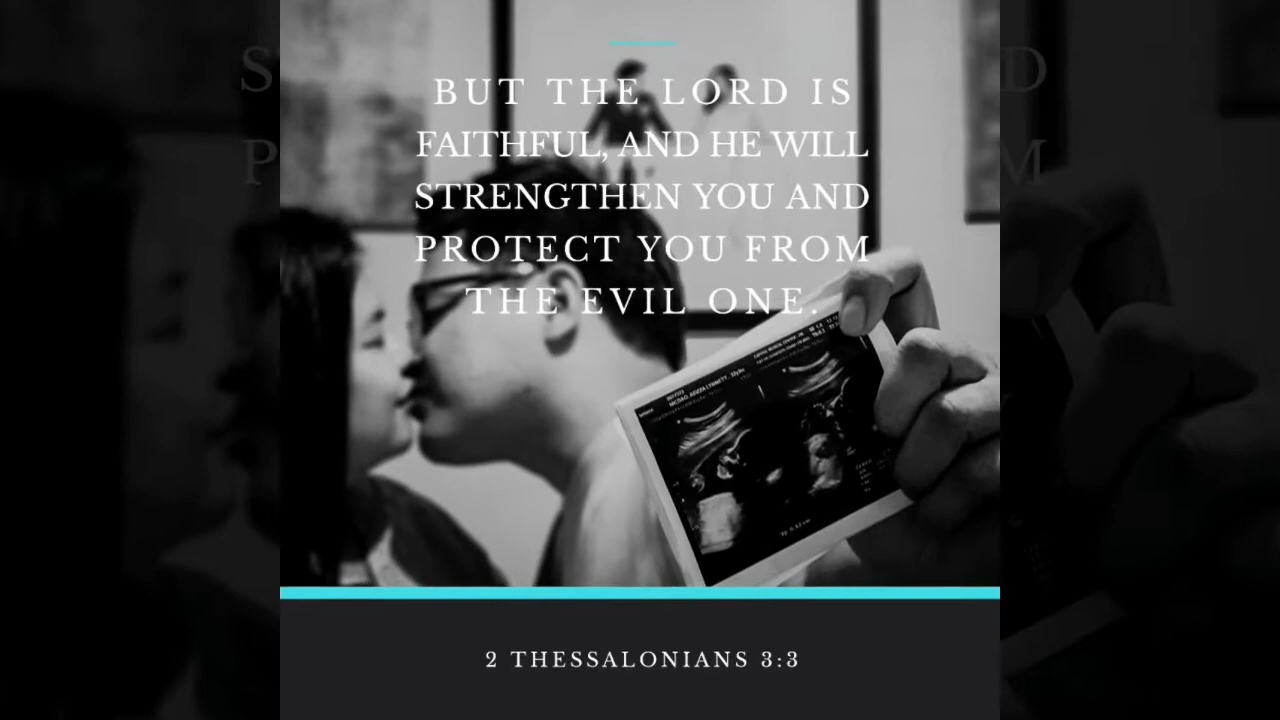 BUT THE LORD IS
FAITHFUL, AND HE WILL
STRENGTHEN YOU AND
PROTECT YOU FROM
THE EVIL ONE.
2 THESSALONIANS 3:3